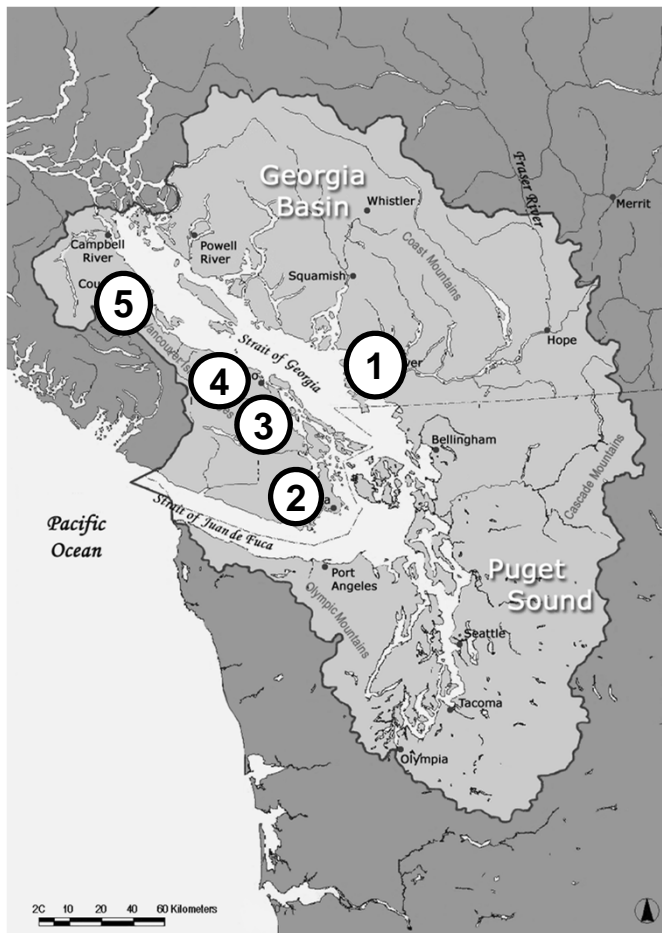 Georgia
Basin
Fraser River
Whistler
Merrit
Campbell
River
Powell
River
Coast Mountains
Squamish
5
Strait of Georgia
Hope
1
4
3
Bellingham
Cascade Mountains
2
Pacific
Ocean
Strait of Juan de Fuca
Port
Angeles
Olympic Mountains
Puget
Sound
Seattle
Tacoma
Olympia
2C 10 20 40 60 Kilometers